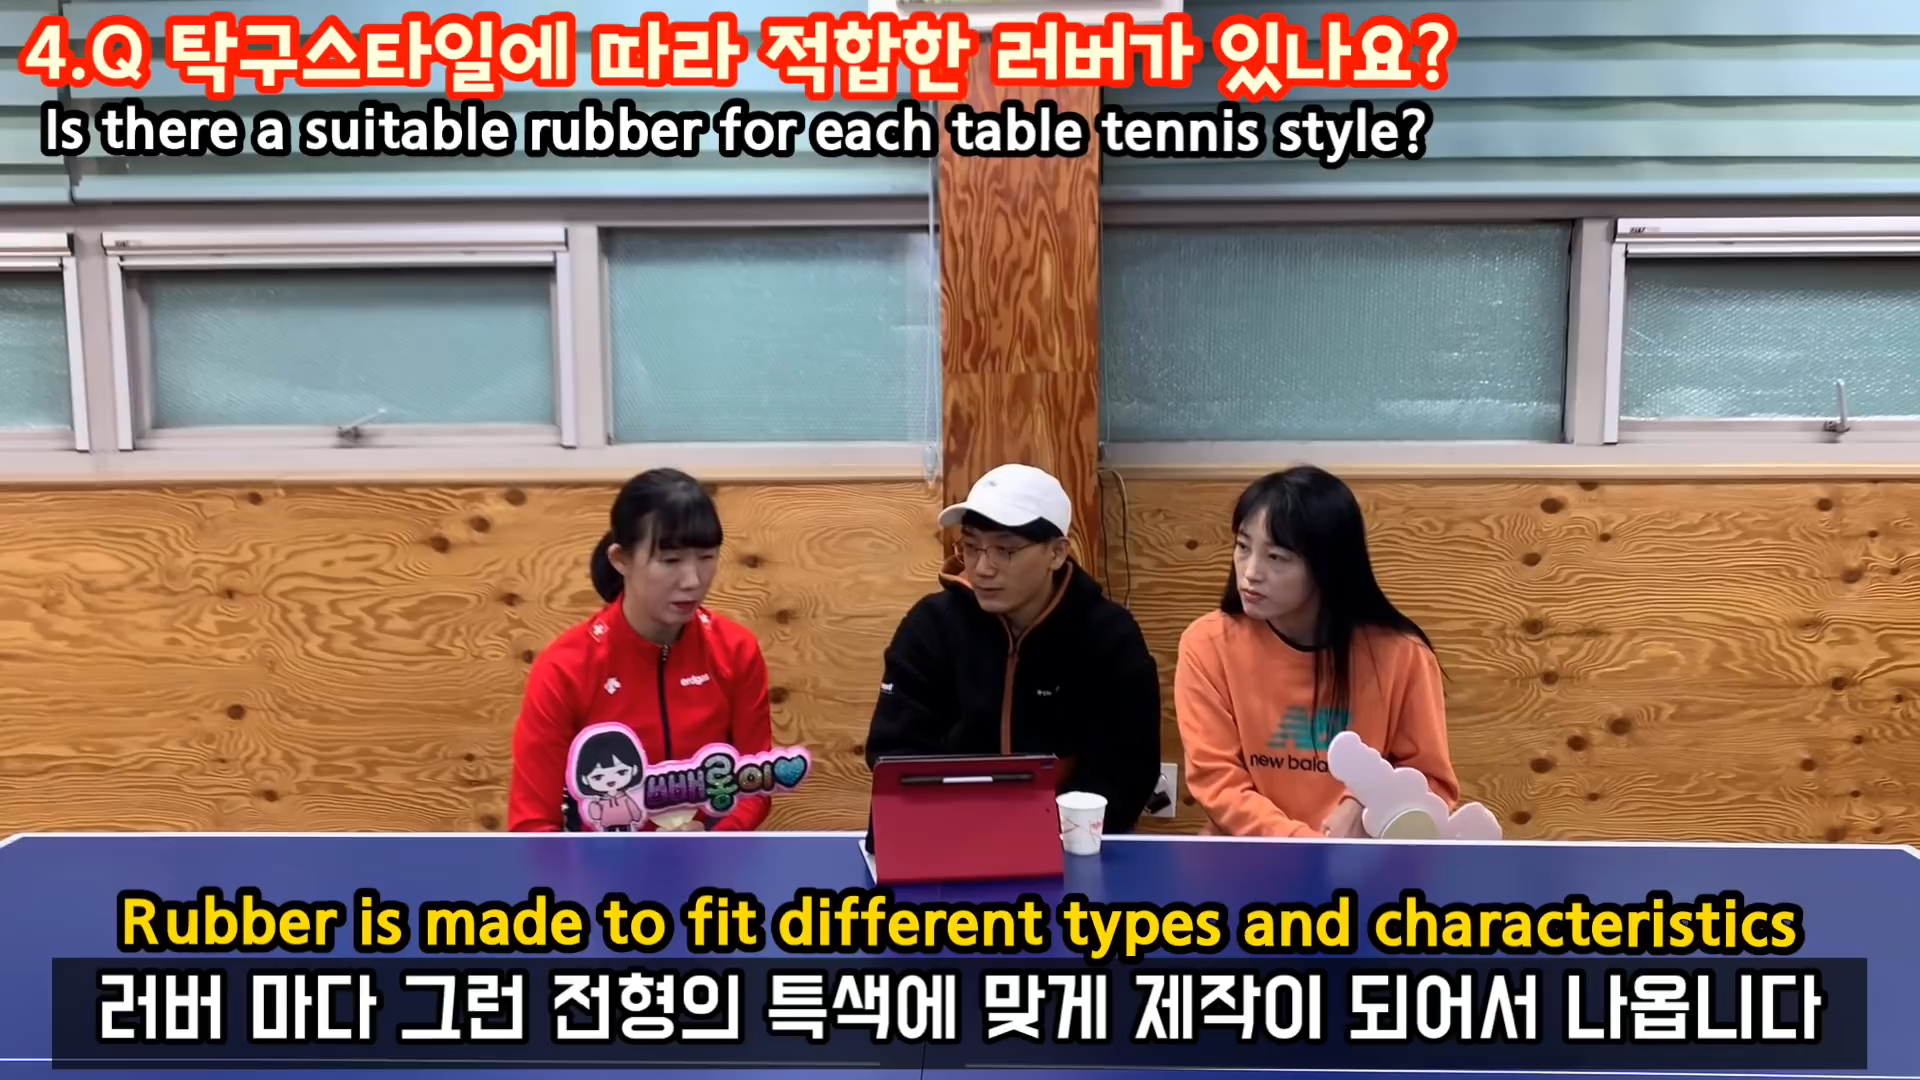 4.Q 탁구스타일에 따라 적합한 러버가 있나요?
Is there a suitable rubber for each table tennis style?
erdgas
new bala
빼롱이
Rubber is made to fit different types and characteristics
러버 마다 그런 전형의 특색에 맞게 제작이 되어서 나옵니다